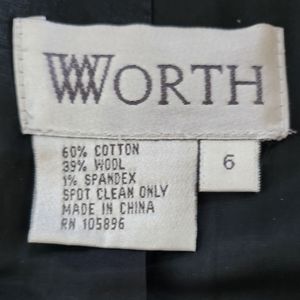 WORTH
60% COTTON
39% WOOL
1% SPANDEX
SPOT CLEAN ONLY
MADE IN CHINA
RN 105896
6